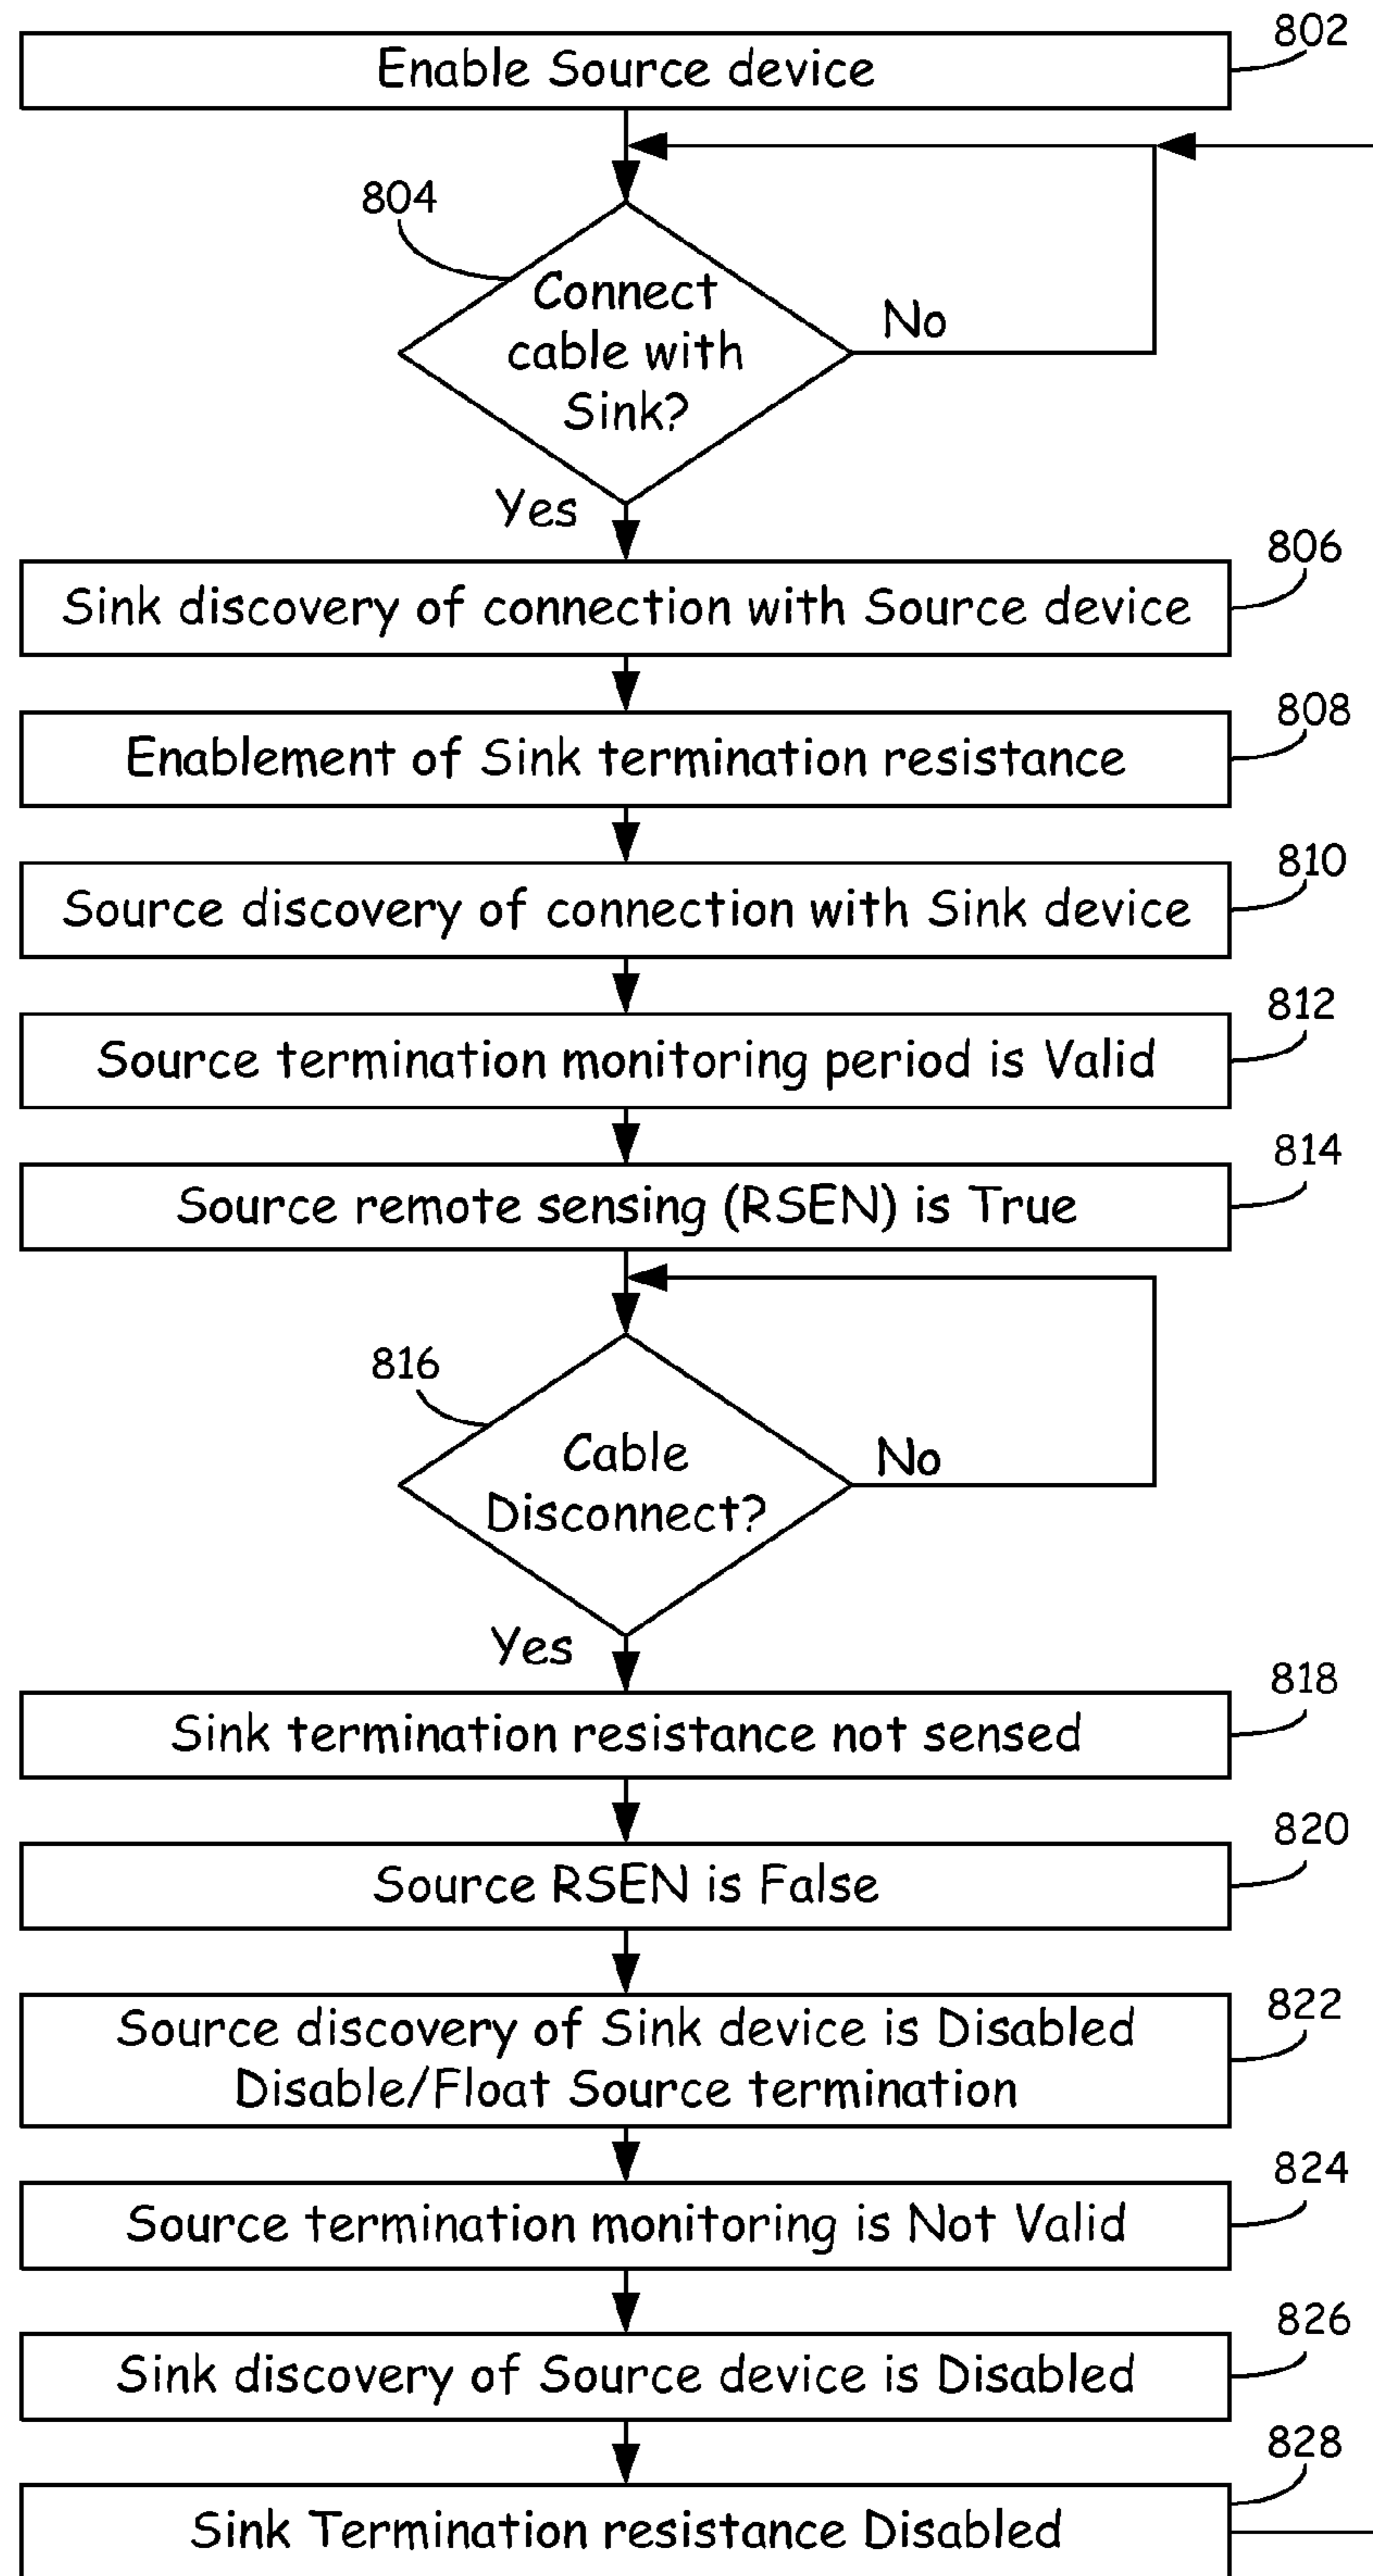 802
Enable Source device
804
Connect
cable with
Sink?
No
Yes
806
Sink discovery of connection with Source device
808
Enablement of Sink termination resistance
810
Source discovery of connection with Sink device
812
Source termination monitoring period is Valid
814
Source remote sensing (RSEN) is True
816
Cable
Disconnect?
No
Yes
818
Sink termination resistance not sensed
820
Source RSEN is False
822
Source discovery of Sink device is Disabled
Disable/Float Source termination
824
Source termination monitoring is Not Valid
826
Sink discovery of Source device is Disabled
828
Sink Termination resistance Disabled